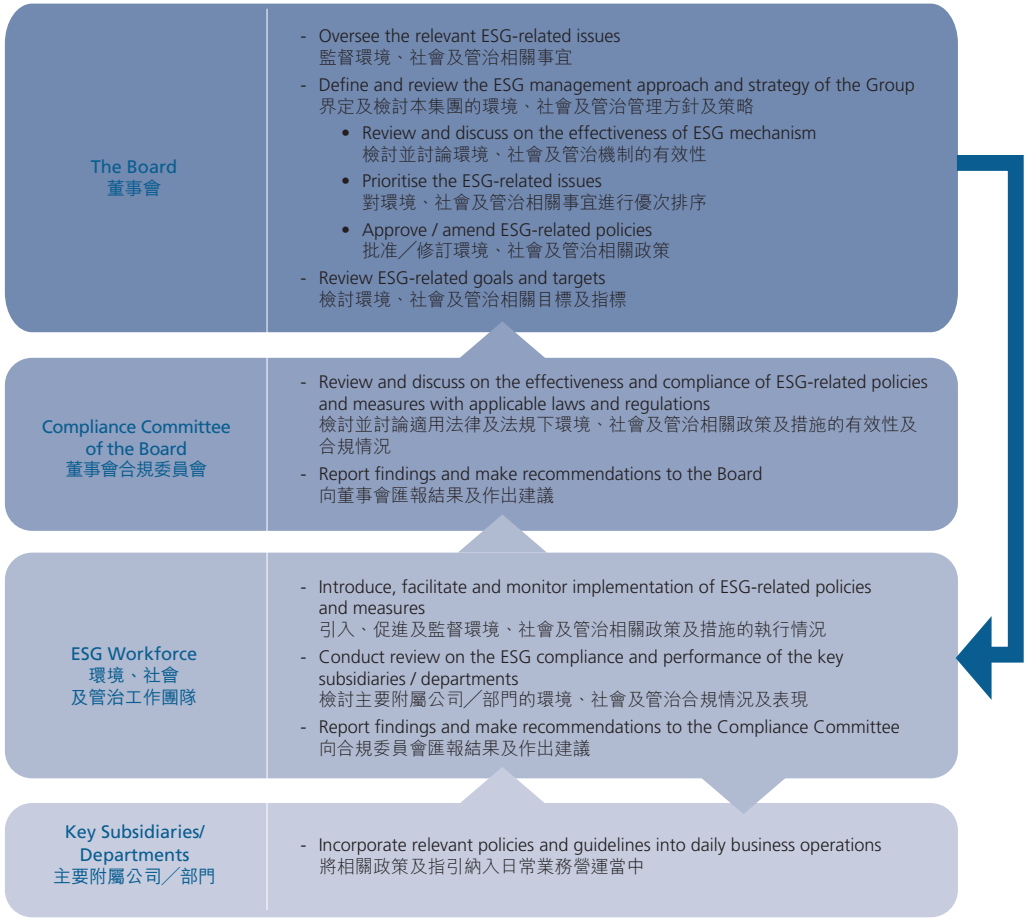 The Board
董事會
- Oversee the relevant ESG-related issues
監督環境、社會及管治相關事宜
- Define and review the ESG management approach and strategy of the Group
界定及檢討本集團的環境、社會及管治管理方針及策略
• Review and discuss on the effectiveness of ESG mechanism
檢討並討論環境、社會及管治機制的有效性
• Prioritise the ESG-related issues
對環境、社會及管治相關事宜進行優次排序
• Approve / amend ESG-related policies
批准╱修訂環境、社會及管治相關政策
- Review ESG-related goals and targets
檢討環境、社會及管治相關目標及指標
Compliance Committee
of the Board
董事會合規委員會
- Review and discuss on the effectiveness and compliance of ESG-related policies
and measures with applicable laws and regulations
檢討並討論適用法律及法規下環境、社會及管治相關政策及措施的有效性及
合規情況
- Report findings and make recommendations to the Board
向董事會匯報結果及作出建議
ESG Workforce
環境、社會
及管治工作團隊
- Introduce, facilitate and monitor implementation of ESG-related policies
and measures
引入、促進及監督環境、社會及管治相關政策及措施的執行情況
- Conduct review on the ESG compliance and performance of the key
subsidiaries / departments
檢討主要附屬公司╱部門的環境、社會及管治合規情況及表現
- Report findings and make recommendations to the Compliance Committee
向合規委員會匯報結果及作出建議
Key Subsidiaries/
Departments
主要附屬公司╱部門
- Incorporate relevant policies and guidelines into daily business operations
將相關政策及指引納入日常業務營運當中